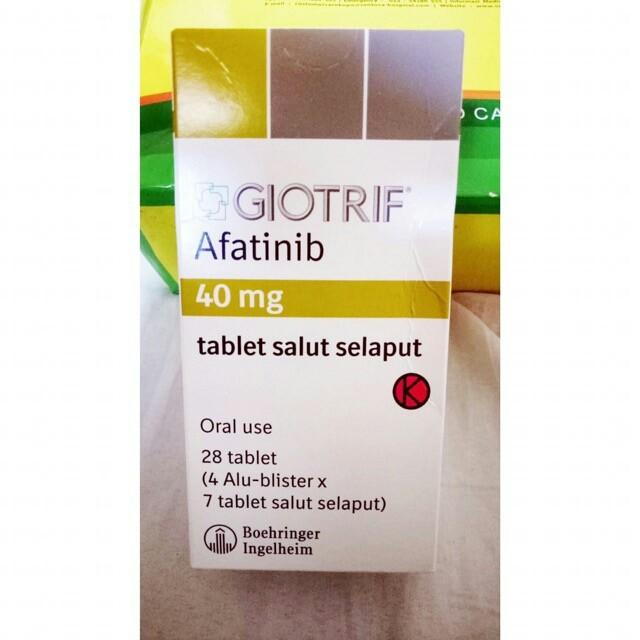 CA
GIOTRIF®
Afatinib
40 mg
tablet salut selaput
K
Oral use
28 tablet
(4 Alu-blister x
7 tablet salut selaput)
Boehringer
Ingelheim